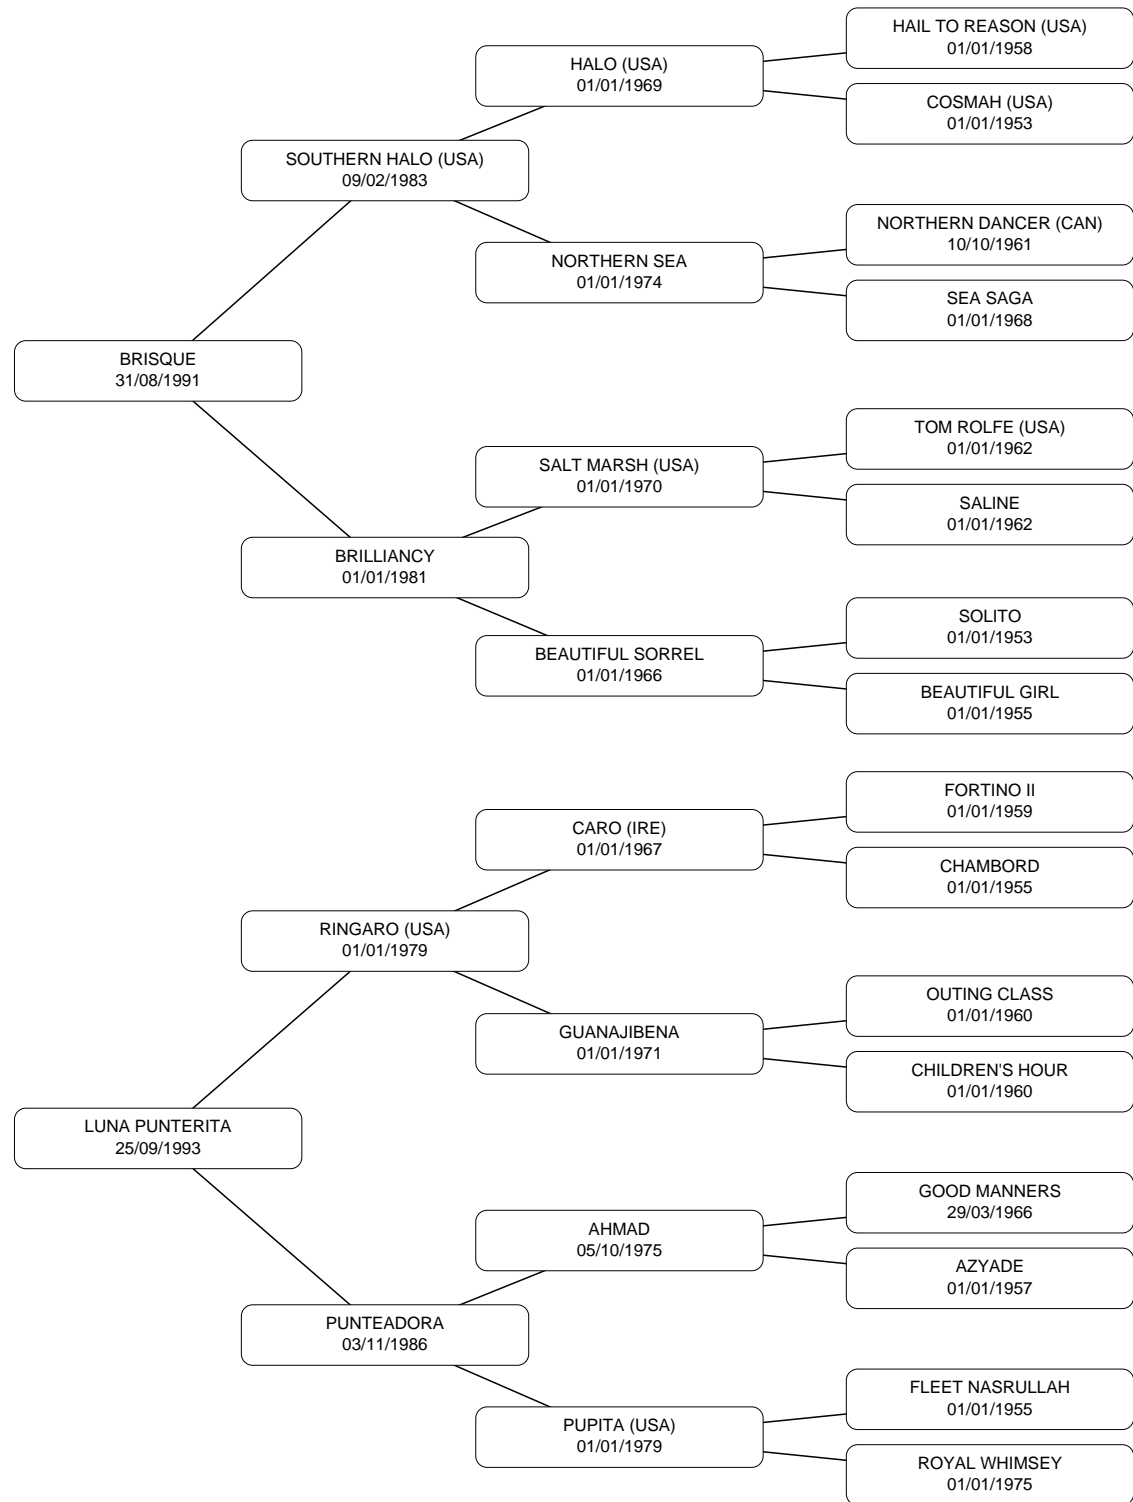 HAIL TO REASON (USA)
01/01/1958
HALO (USA)
01/01/1969
COSMAH (USA)
01/01/1953
SOUTHERN HALO (USA)
09/02/1983
NORTHERN DANCER (CAN)
10/10/1961
NORTHERN SEA
01/01/1974
SEA SAGA
01/01/1968
BRISQUE
31/08/1991
TOM ROLFE (USA)
01/01/1962
SALT MARSH (USA)
01/01/1970
SALINE
01/01/1962
BRILLIANCY
01/01/1981
SOLITO
01/01/1953
BEAUTIFUL SORREL
01/01/1966
BEAUTIFUL GIRL
01/01/1955
FORTINO II
01/01/1959
CARO (IRE)
01/01/1967
CHAMBORD
01/01/1955
RINGARO (USA)
01/01/1979
OUTING CLASS
01/01/1960
GUANAJIBENA
01/01/1971
CHILDREN'S HOUR
01/01/1960
LUNA PUNTERITA
25/09/1993
GOOD MANNERS
29/03/1966
AHMAD
05/10/1975
AZYADE
01/01/1957
PUNTEADORA
03/11/1986
FLEET NASRULLAH
01/01/1955
PUPITA (USA)
01/01/1979
ROYAL WHIMSEY
01/01/1975